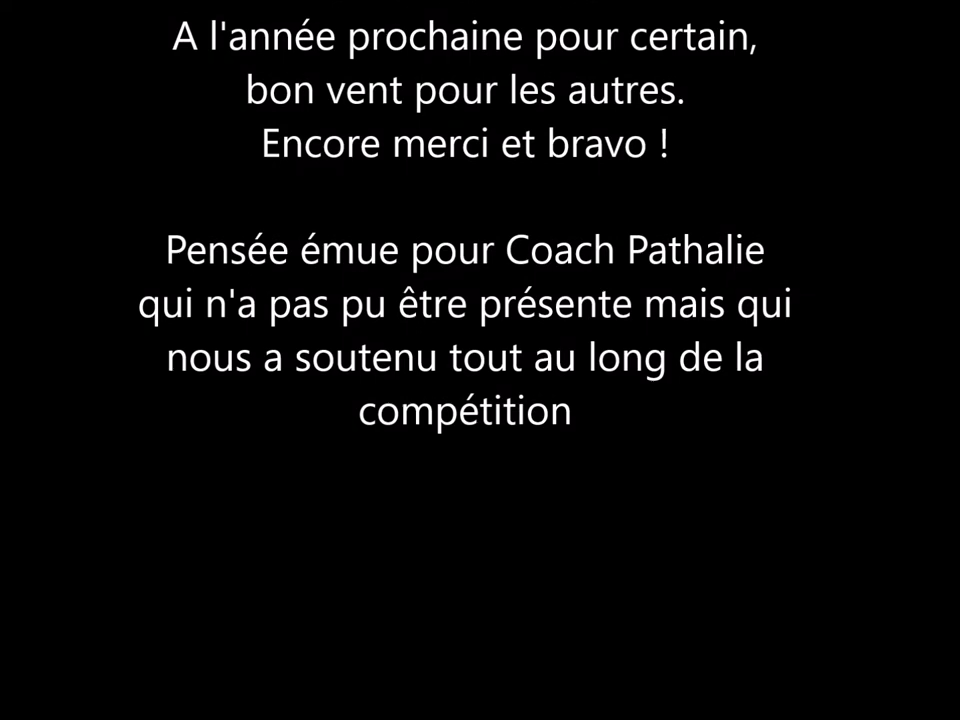 A l'année prochaine pour certain,
bon vent pour les autres.
Encore merci et bravo !
Pensée émue pour Coach Pathalie
qui n'a pas pu être présente mais qui
nous a soutenu tout au long de la
compétition